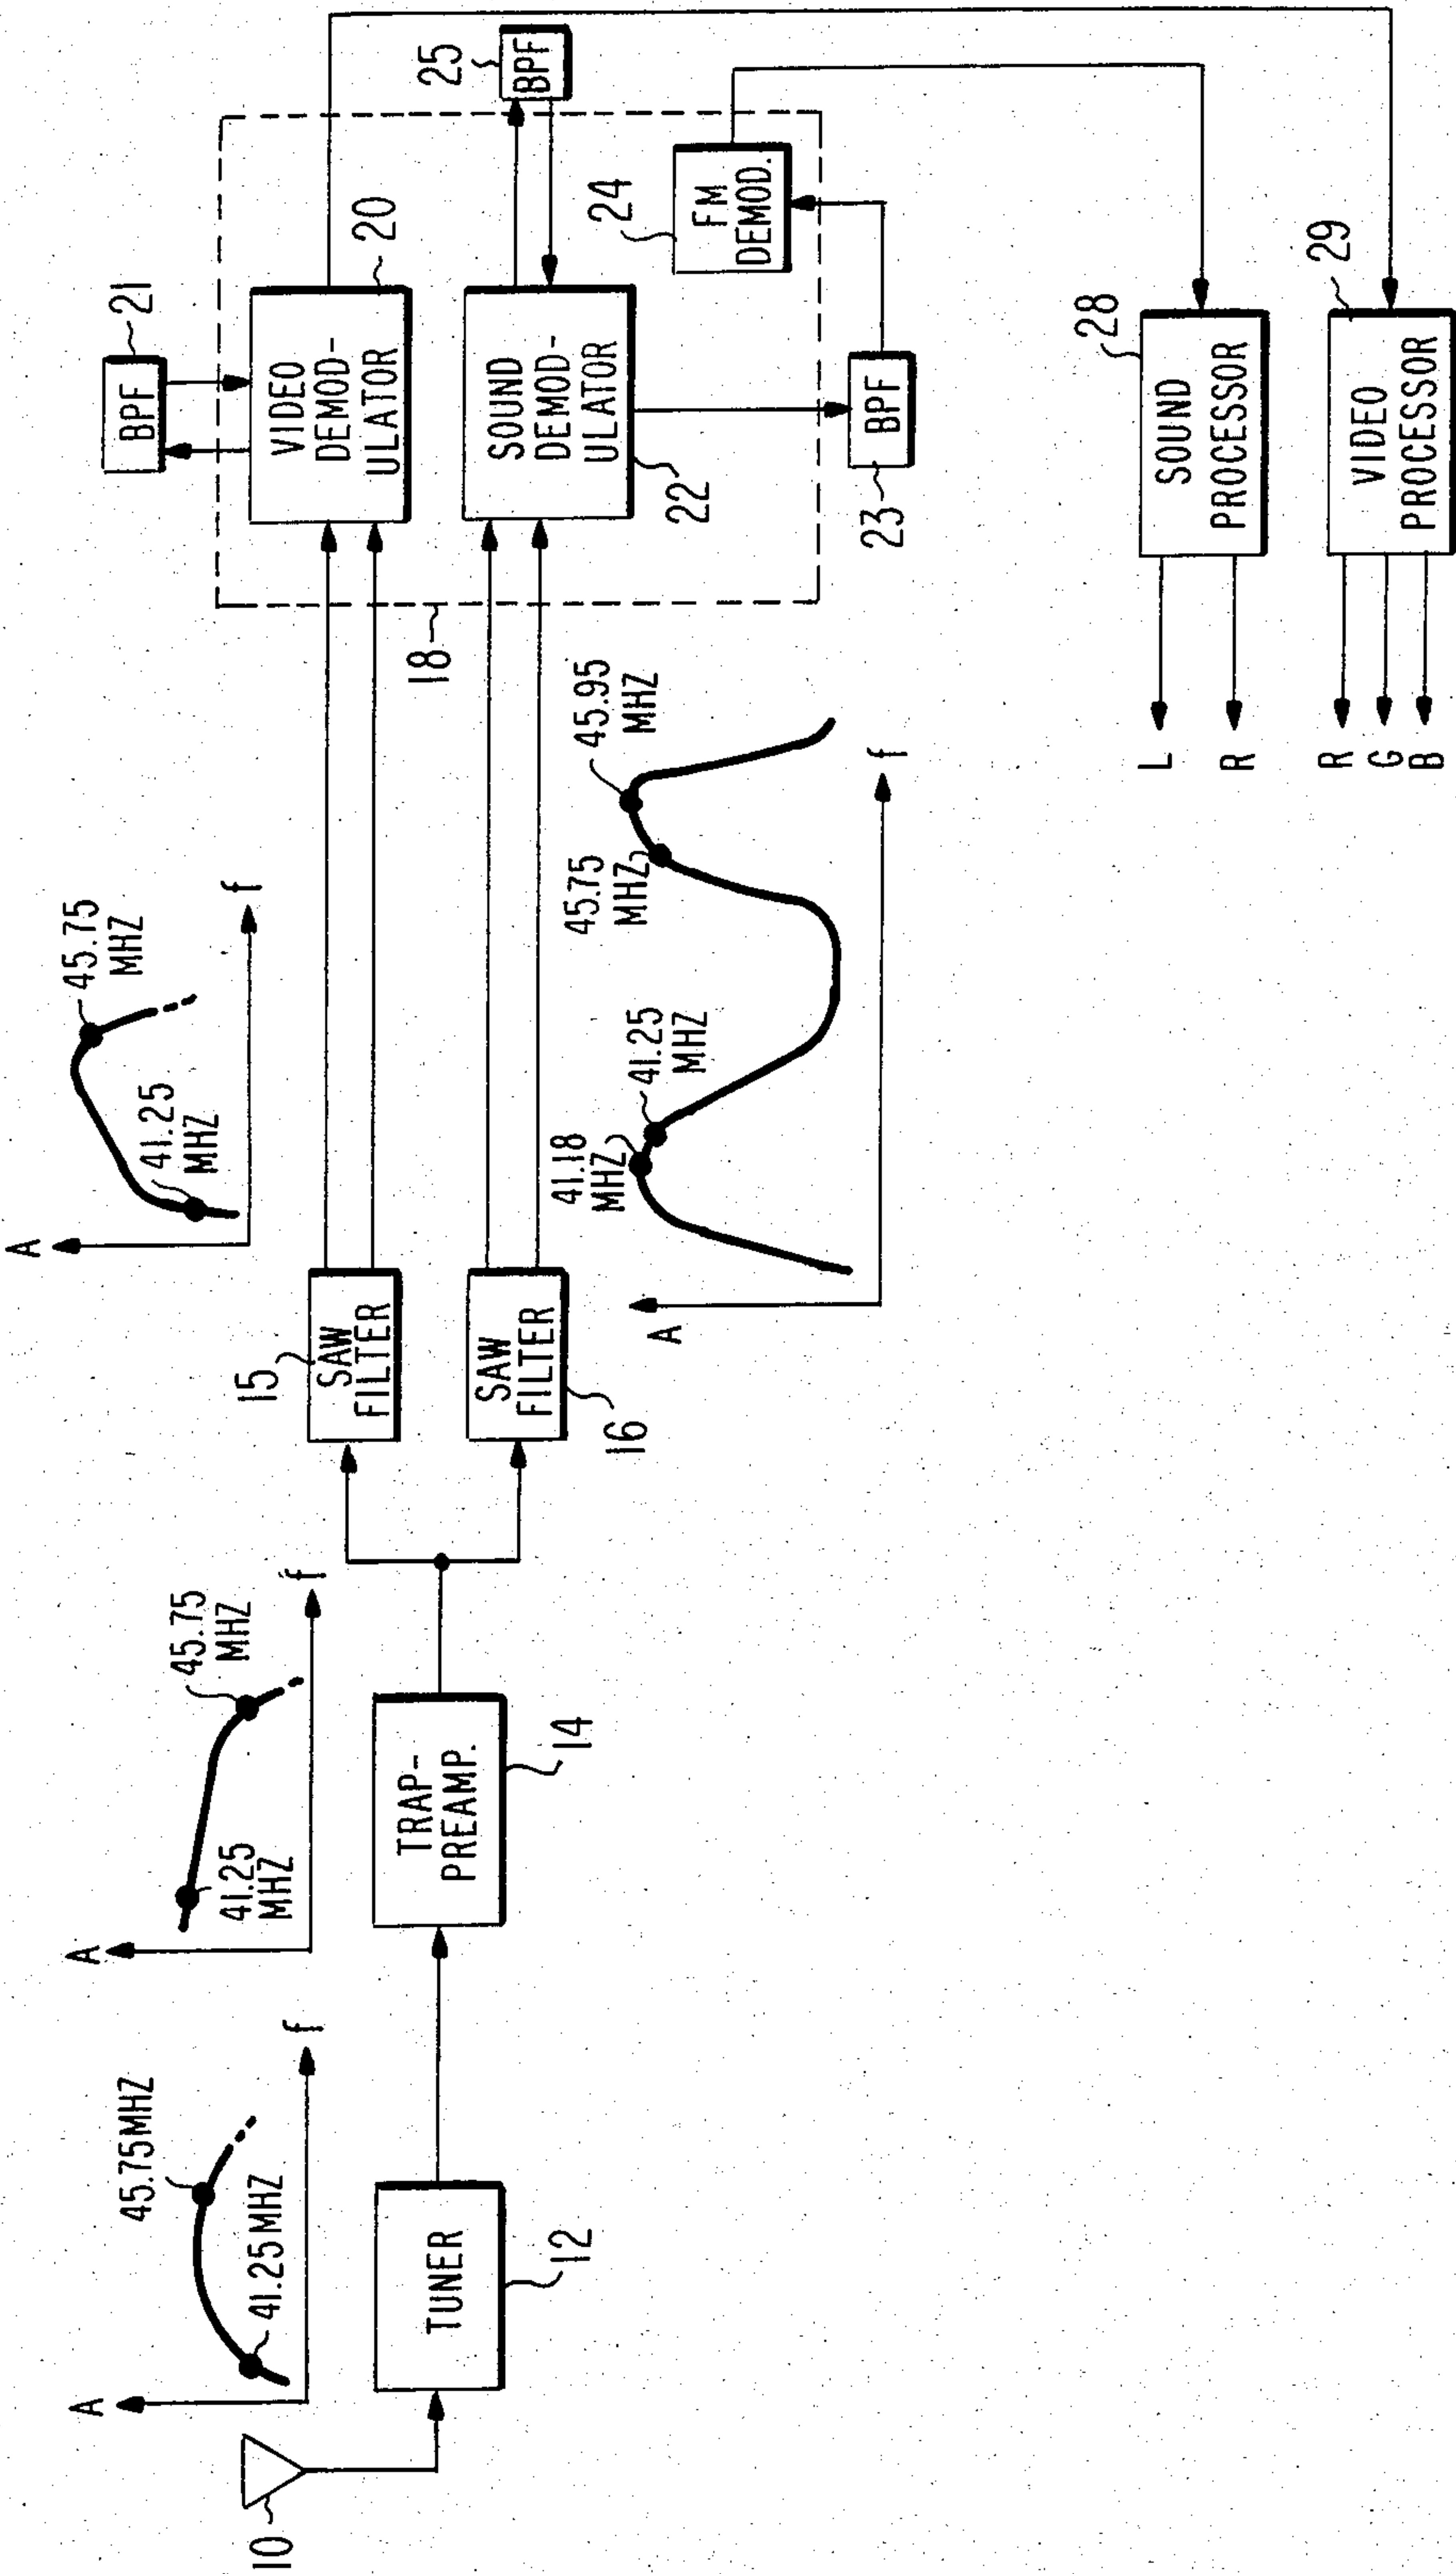 10
A
45.75MHZ
41.25MHZ
f
TUNER
12
A
41.25
MHZ
45.75
MHZ
f
TRAP-
PREAMP.
14
15
SAW
FILTER
SAW
FILTER
16
A
41.25
MHZ
45.75
MHZ
f
A
41.18
MHZ
41.25
MHZ
45.75
MHZ
45.95
MHZ
f
18
BPF
21
VIDEO
DEMOD-
ULATOR
20
SOUND
DEMOD-
ULATOR
22
25
BPF
24
FM
DEMOD.
23
BPF
28
SOUND
PROCESSOR
L
R
29
VIDEO
PROCESSOR
R
G
B